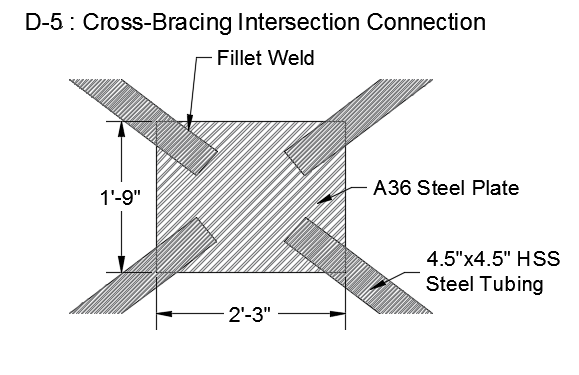 D-5 : Cross-Bracing Intersection Connection
Fillet Weld
1'-9"
A36 Steel Plate
4.5"x4.5" HSS
Steel Tubing
2'-3"